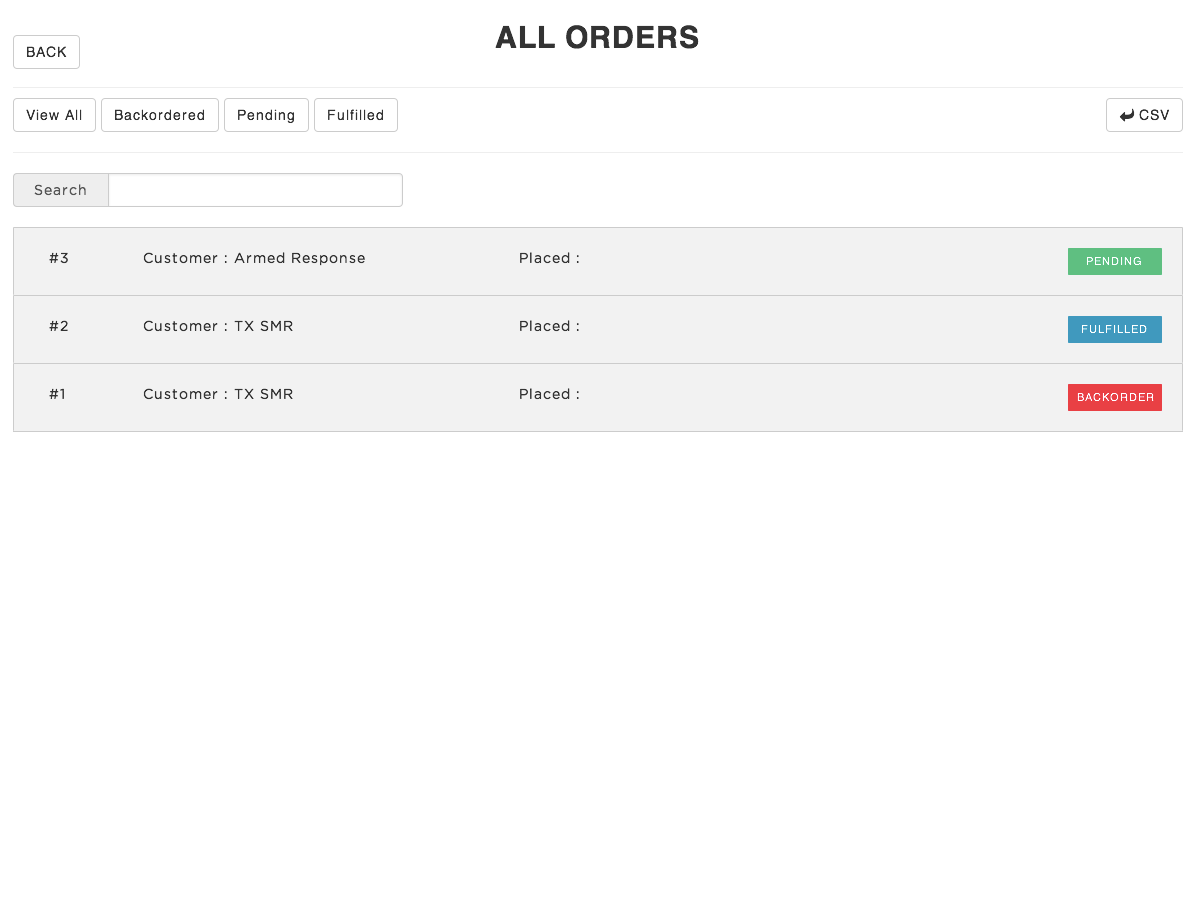 ALL ORDERS
BACK
View All Backordered Pending Fulfilled CSV
Search
#3 Customer : Armed Response Placed : PENDING
#2 Customer : TX SMR Placed : FULFILLED
#1 Customer : TX SMR Placed : BACKORDER